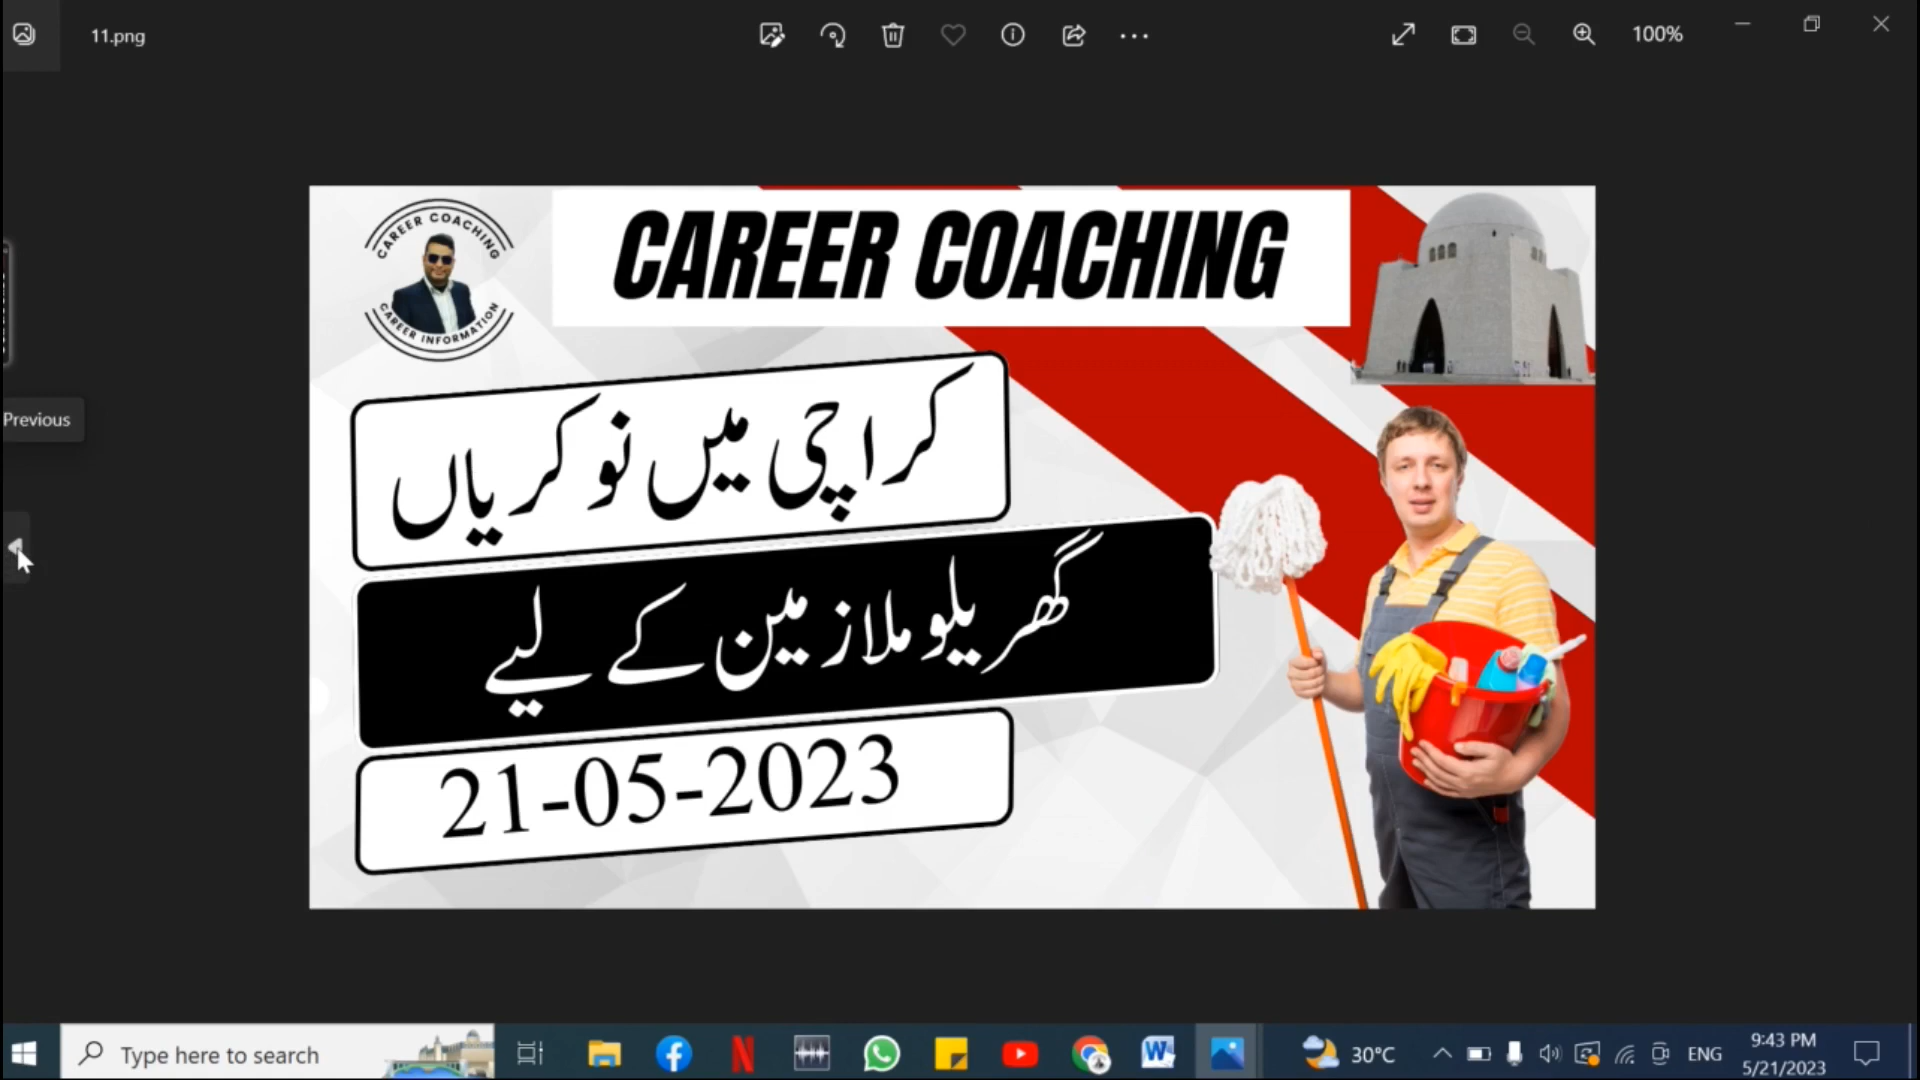 11.png
100%
CAREER COACHING
CAREER INFORMATION
CAREER COACHING
کراچی میں نوکریاں
گھریلو ملازمین کے لیے
21-05-2023
Previous
Type here to search
30°C
ENG
9:43 PM
5/21/2023